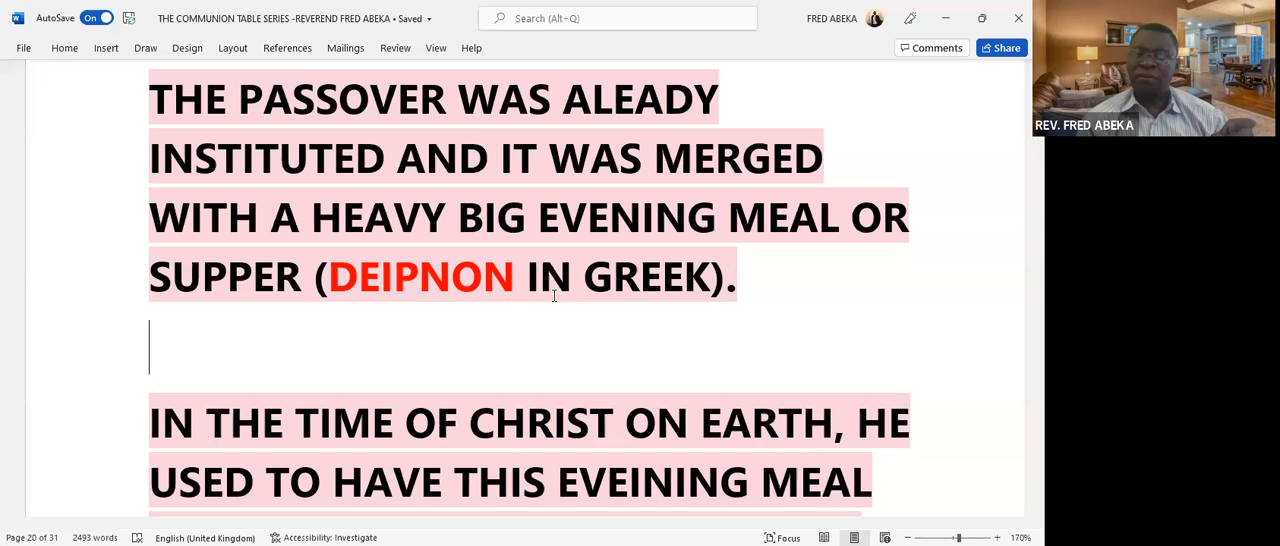 AutoSave On THE COMMUNION TABLE SERIES -REVEREND FRED ABEKA • Saved Search (Alt+Q) FRED ABEKA
File Home Insert Draw Design Layout References Mailings Review View Help Comments Share
REV. FRED ABEKA
THE PASSOVER WAS ALEADY
INSTITUTED AND IT WAS MERGED
WITH A HEAVY BIG EVENING MEAL OR
SUPPER (DEIPNON IN GREEK).
IN THE TIME OF CHRIST ON EARTH, HE
USED TO HAVE THIS EVEINING MEAL
Page 20 of 31 2493 words English (United Kingdom) Accessibility: Investigate Focus 170%